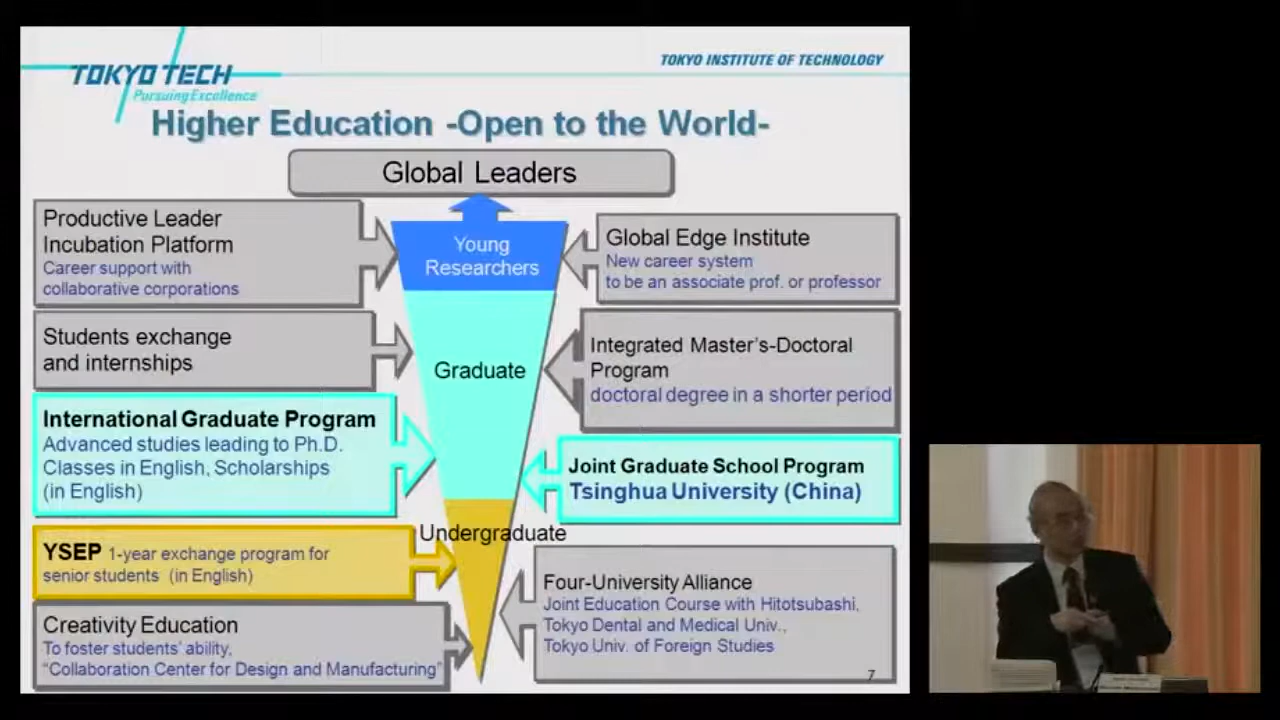 TOKYO TECH
Pursuing Excellence
TOKYO INSTITUTE OF TECHNOLOGY
Higher Education -Open to the World-
Global Leaders
Productive Leader
Incubation Platform
Career support with
collaborative corporations
Young
Researchers
Global Edge Institute
New career system
to be an associate prof. or professor
Students exchange
and internships
Graduate
Integrated Master's-Doctoral
Program
doctoral degree in a shorter period
International Graduate Program
Advanced studies leading to Ph.D.
Classes in English, Scholarships
(in English)
Joint Graduate School Program
Tsinghua University (China)
Undergraduate
YSEP 1-year exchange program for
senior students (in English)
Four-University Alliance
Joint Education Course with Hitotsubashi,
Tokyo Dental and Medical Univ.,
Tokyo Univ. of Foreign Studies
Creativity Education
To foster students' ability,
“Collaboration Center for Design and Manufacturing”
7